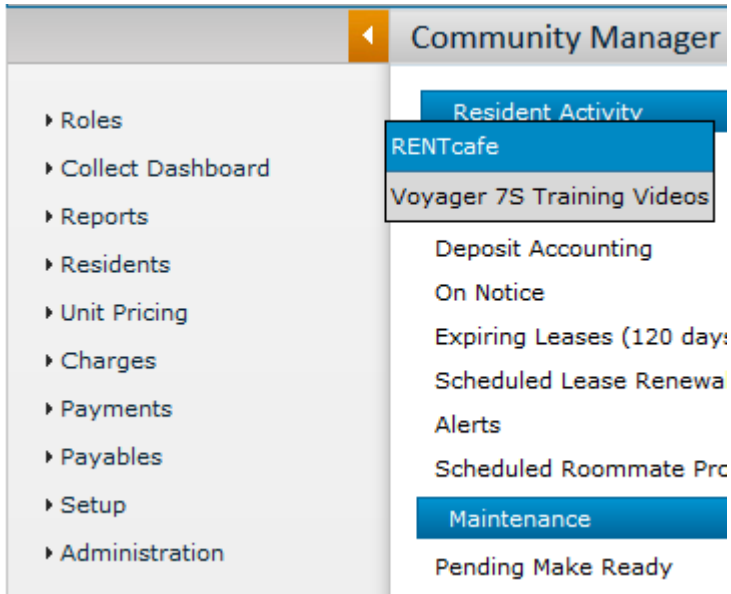 Community Manager
Roles
Collect Dashboard
Reports
Residents
Unit Pricing
Charges
Payments
Payables
Setup
Administration
Resident Activity
RENTcafe
Voyager 7S Training Videos
Deposit Accounting
On Notice
Expiring Leases (120 days
Scheduled Lease Renewa
Alerts
Scheduled Roommate Pro
Maintenance
Pending Make Ready